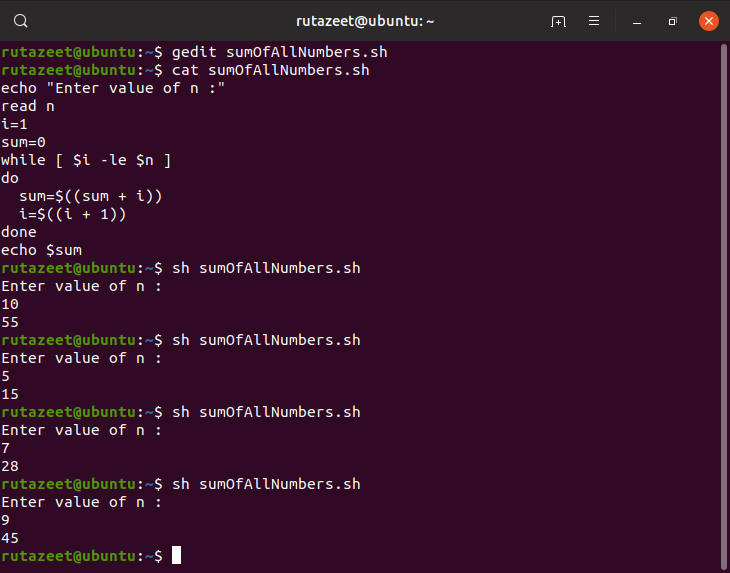 rutazeet@ubuntu: ~
rutazeet@ubuntu:~$ gedit sumOfAllNumbers.sh
rutazeet@ubuntu:~$ cat sumOfAllNumbers.sh
echo "Enter value of n :"
read n
i=1
sum=0
while [ $i -le $n ]
do
  sum=$((sum + i))
  i=$((i + 1))
done
echo $sum
rutazeet@ubuntu:~$ sh sumOfAllNumbers.sh
Enter value of n :
10
55
rutazeet@ubuntu:~$ sh sumOfAllNumbers.sh
Enter value of n :
5
15
rutazeet@ubuntu:~$ sh sumOfAllNumbers.sh
Enter value of n :
7
28
rutazeet@ubuntu:~$ sh sumOfAllNumbers.sh
Enter value of n :
9
45
rutazeet@ubuntu:~$